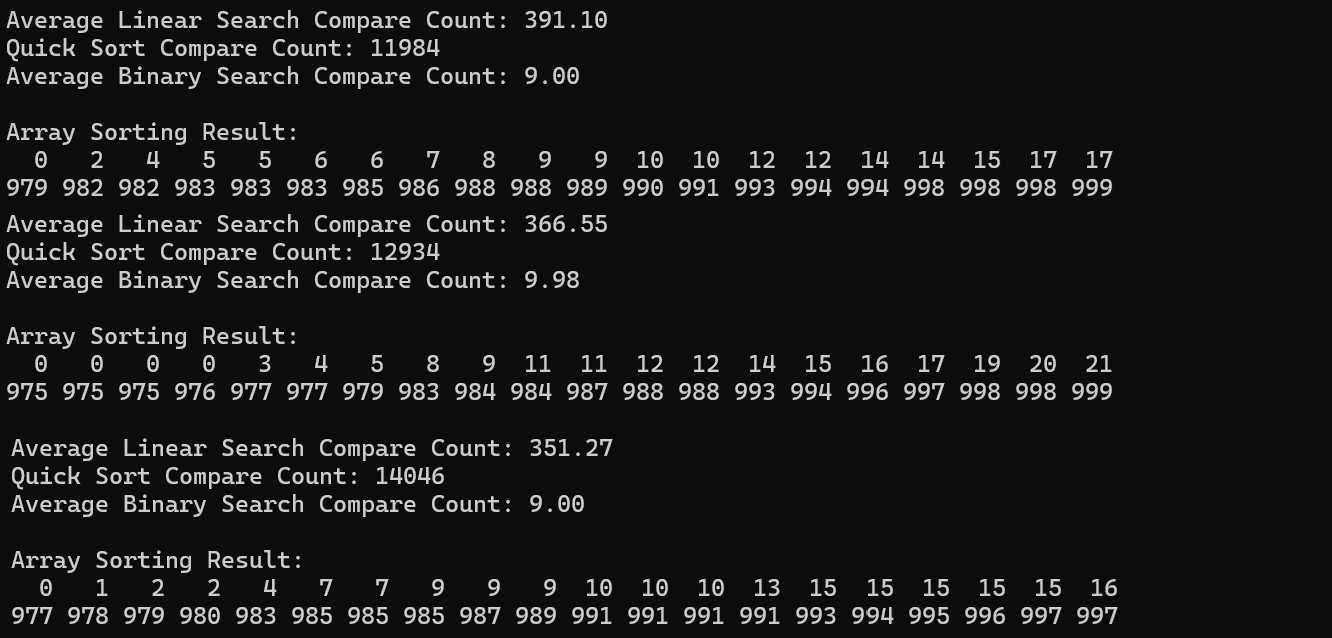 Average Linear Search Compare Count: 391.10
Quick Sort Compare Count: 11984
Average Binary Search Compare Count: 9.00
Array Sorting Result:
  0   2   4   5   5   6   6   7   8   9   9  10  10  12  12  14  14  15  17  17
979 982 982 983 983 983 985 986 988 988 989 990 991 993 994 994 998 998 998 999
Average Linear Search Compare Count: 366.55
Quick Sort Compare Count: 12934
Average Binary Search Compare Count: 9.98
Array Sorting Result:
  0   0   0   0   3   4   5   8   9  11  11  12  12  14  15  16  17  19  20  21
975 975 975 976 977 977 979 983 984 984 987 988 988 993 994 996 997 998 998 999
Average Linear Search Compare Count: 351.27
Quick Sort Compare Count: 14046
Average Binary Search Compare Count: 9.00
Array Sorting Result:
  0   1   2   2   4   7   7   9   9   9  10  10  10  13  15  15  15  15  15  16
977 978 979 980 983 985 985 985 987 989 991 991 991 991 993 994 995 996 997 997